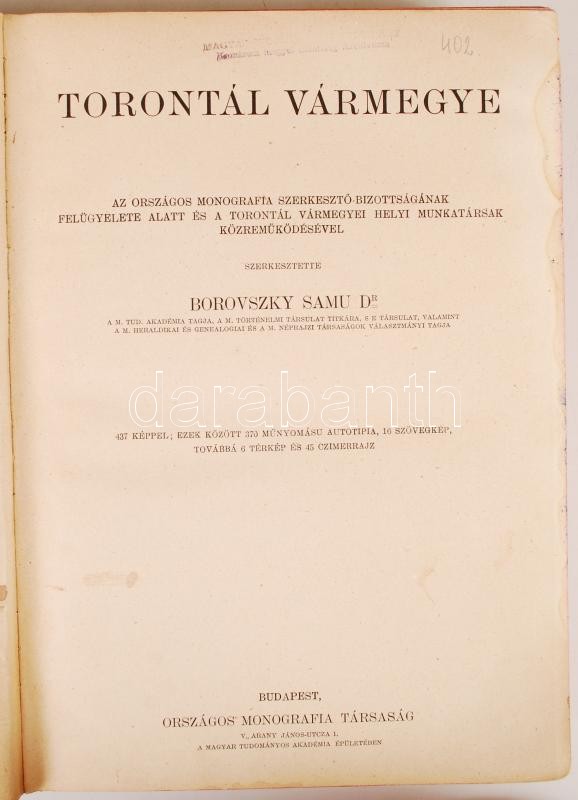 402
TORONTÁL VÁRMEGYE
AZ ORSZÁGOS MONOGRAFIA SZERKESZTŐ-BIZOTTSÁGÁNAK
FELÜGYELETE ALATT ÉS A TORONTÁL VÁRMEGYEI HELYI MUNKATÁRSAK
KÖZREMŰKÖDÉSÉVEL
SZERKESZTETTE
BOROVSZKY SAMU DR
A M. TUD. AKADÉMIA TAGJA, A M. TÖRTÉNELMI TÁRSULAT TITKÁRA, S E TÁRSULAT, VALAMINT
A M. HERALDIKAI ÉS GENEALOGIAI ÉS A M. NÉPRAJZI TÁRSASÁGOK VÁLASZTMÁNYI TAGJA
darabanth
437 KÉPPEL; EZEK KÖZÖTT 370 MŰNYOMÁSU AUTOTIPIA, 16 SZÖVEGKÉP,
TOVÁBBÁ 6 TÉRKÉP ÉS 45 CZIMERRAJZ
BUDAPEST,
ORSZÁGOS MONOGRAFIA TÁRSASÁG
V., ARANY JÁNOS-UTCZA 1.
A MAGYAR TUDOMÁNYOS AKADÉMIA ÉPÜLETÉBEN